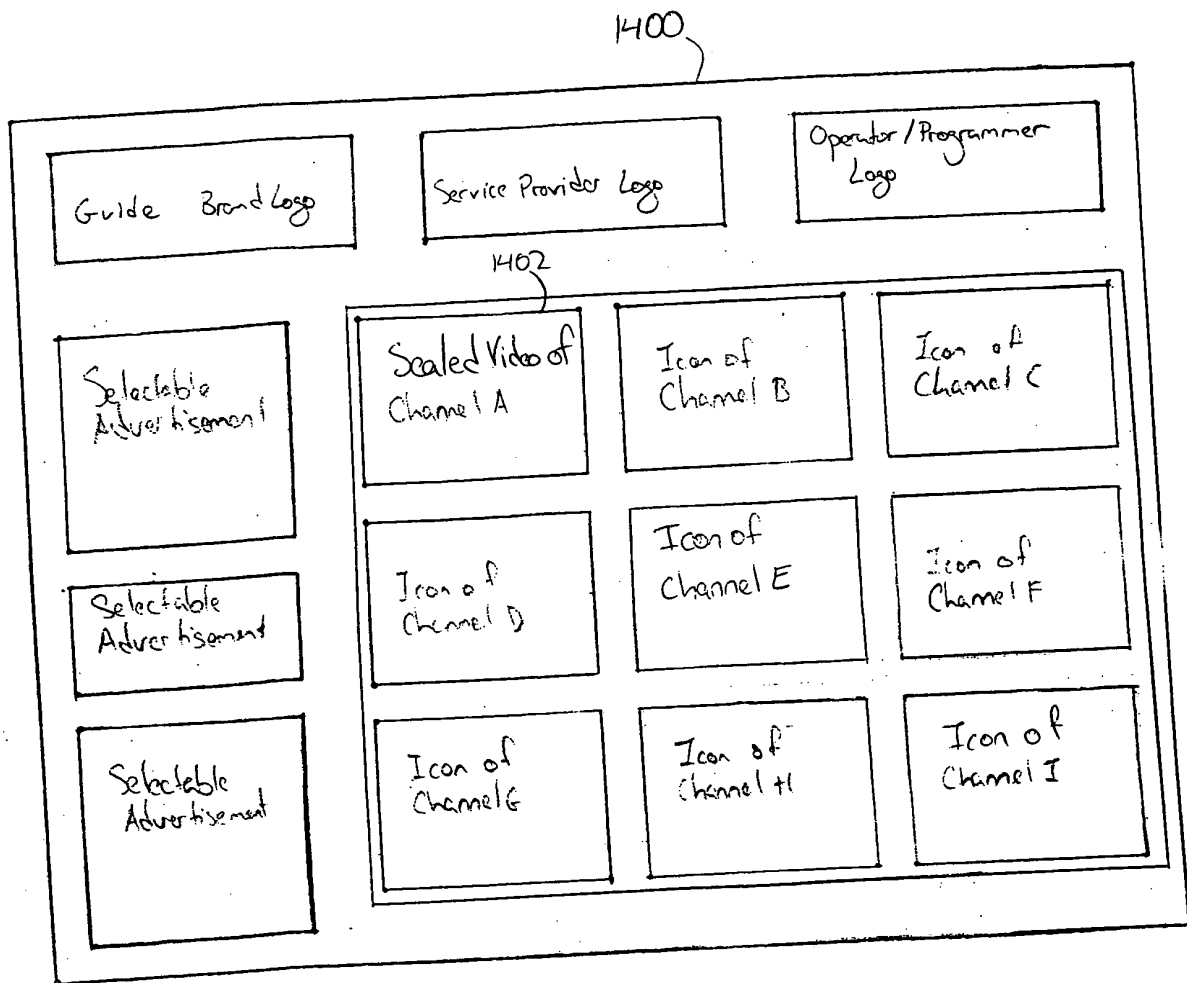 1400
Guide Brand Logo
Service Provider Logo
Operator/Programmer
Logo
1402
Selectable
Advertisement
Scaled Video of
Channel A
Icon of
Channel B
Icon of
Channel C
Selectable
Advertisement
Icon of
Channel D
Icon of
Channel E
Icon of
Channel F
Selectable
Advertisement
Icon of
Channel G
Icon of
Channel H
Icon of
Channel I